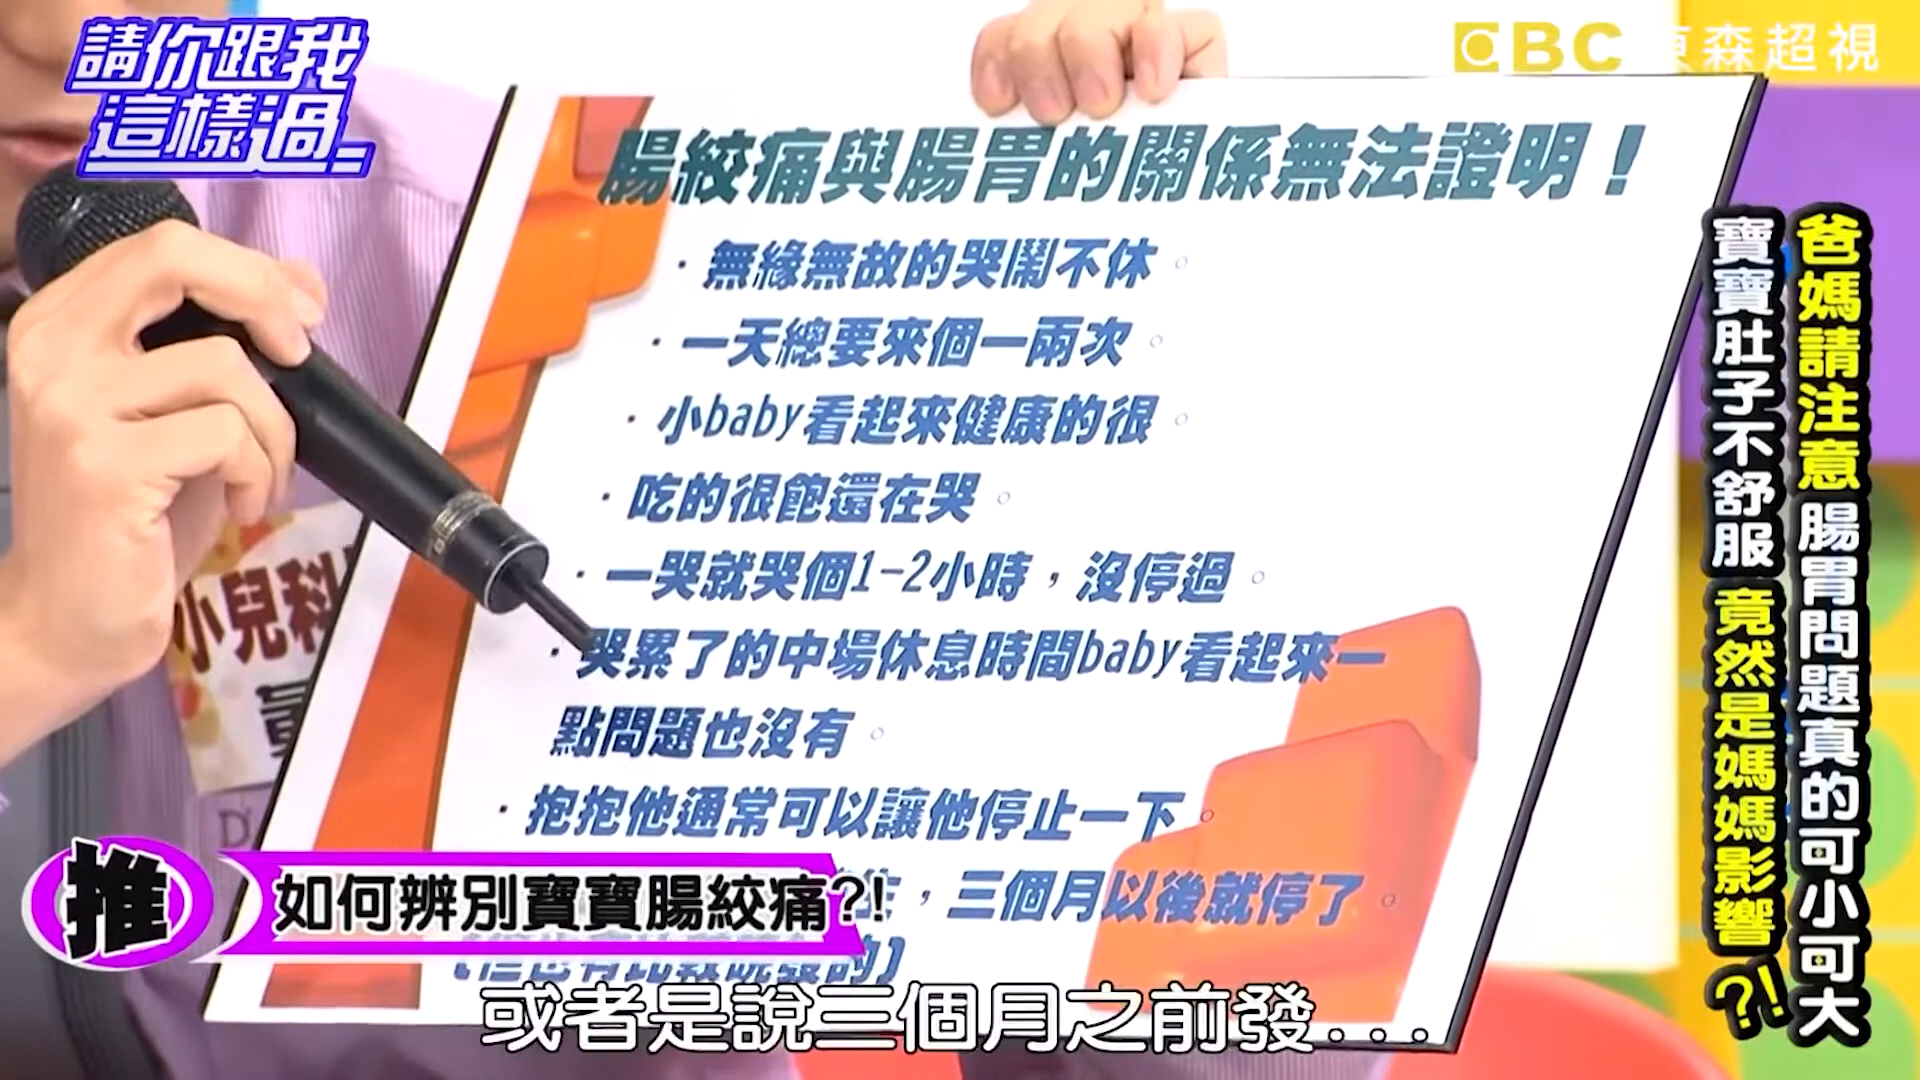 請你跟我
這樣過
EBC 東森超視
腸絞痛與腸胃的關係無法證明！
・無緣無故的哭鬧不休。
・一天總要來個一兩次。
・小baby看起來健康的很。
・吃的很飽還在哭。
・一哭就哭個1-2小時，沒停過。
・哭累了的中場休息時間baby看起來一
點問題也沒有。
・抱抱他通常可以讓他停止一下。
，三個月以後就停了。
的)
爸媽請注意 腸胃問題真的可小可大
寶寶肚子不舒服 竟然是媽媽影響?!
小兒科
D
推
如何辨別寶寶腸絞痛?!
或者是說三個月之前發...